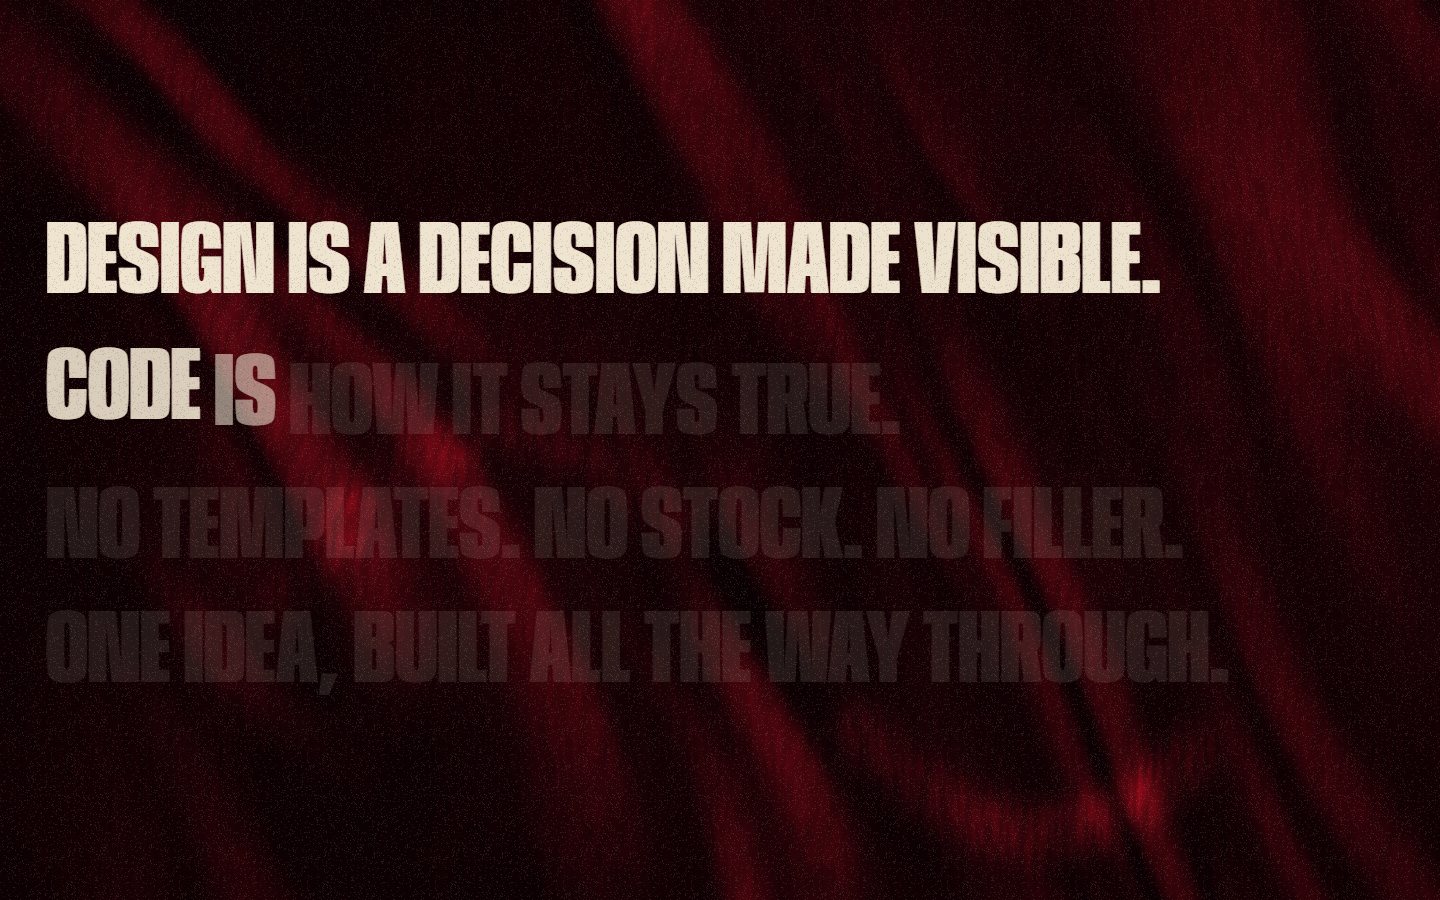 DESIGN IS A DECISION MADE VISIBLE.
CODE IS HOW IT STAYS TRUE.
NO TEMPLATES. NO STOCK. NO FILLER.
ONE IDEA, BUILT ALL THE WAY THROUGH.